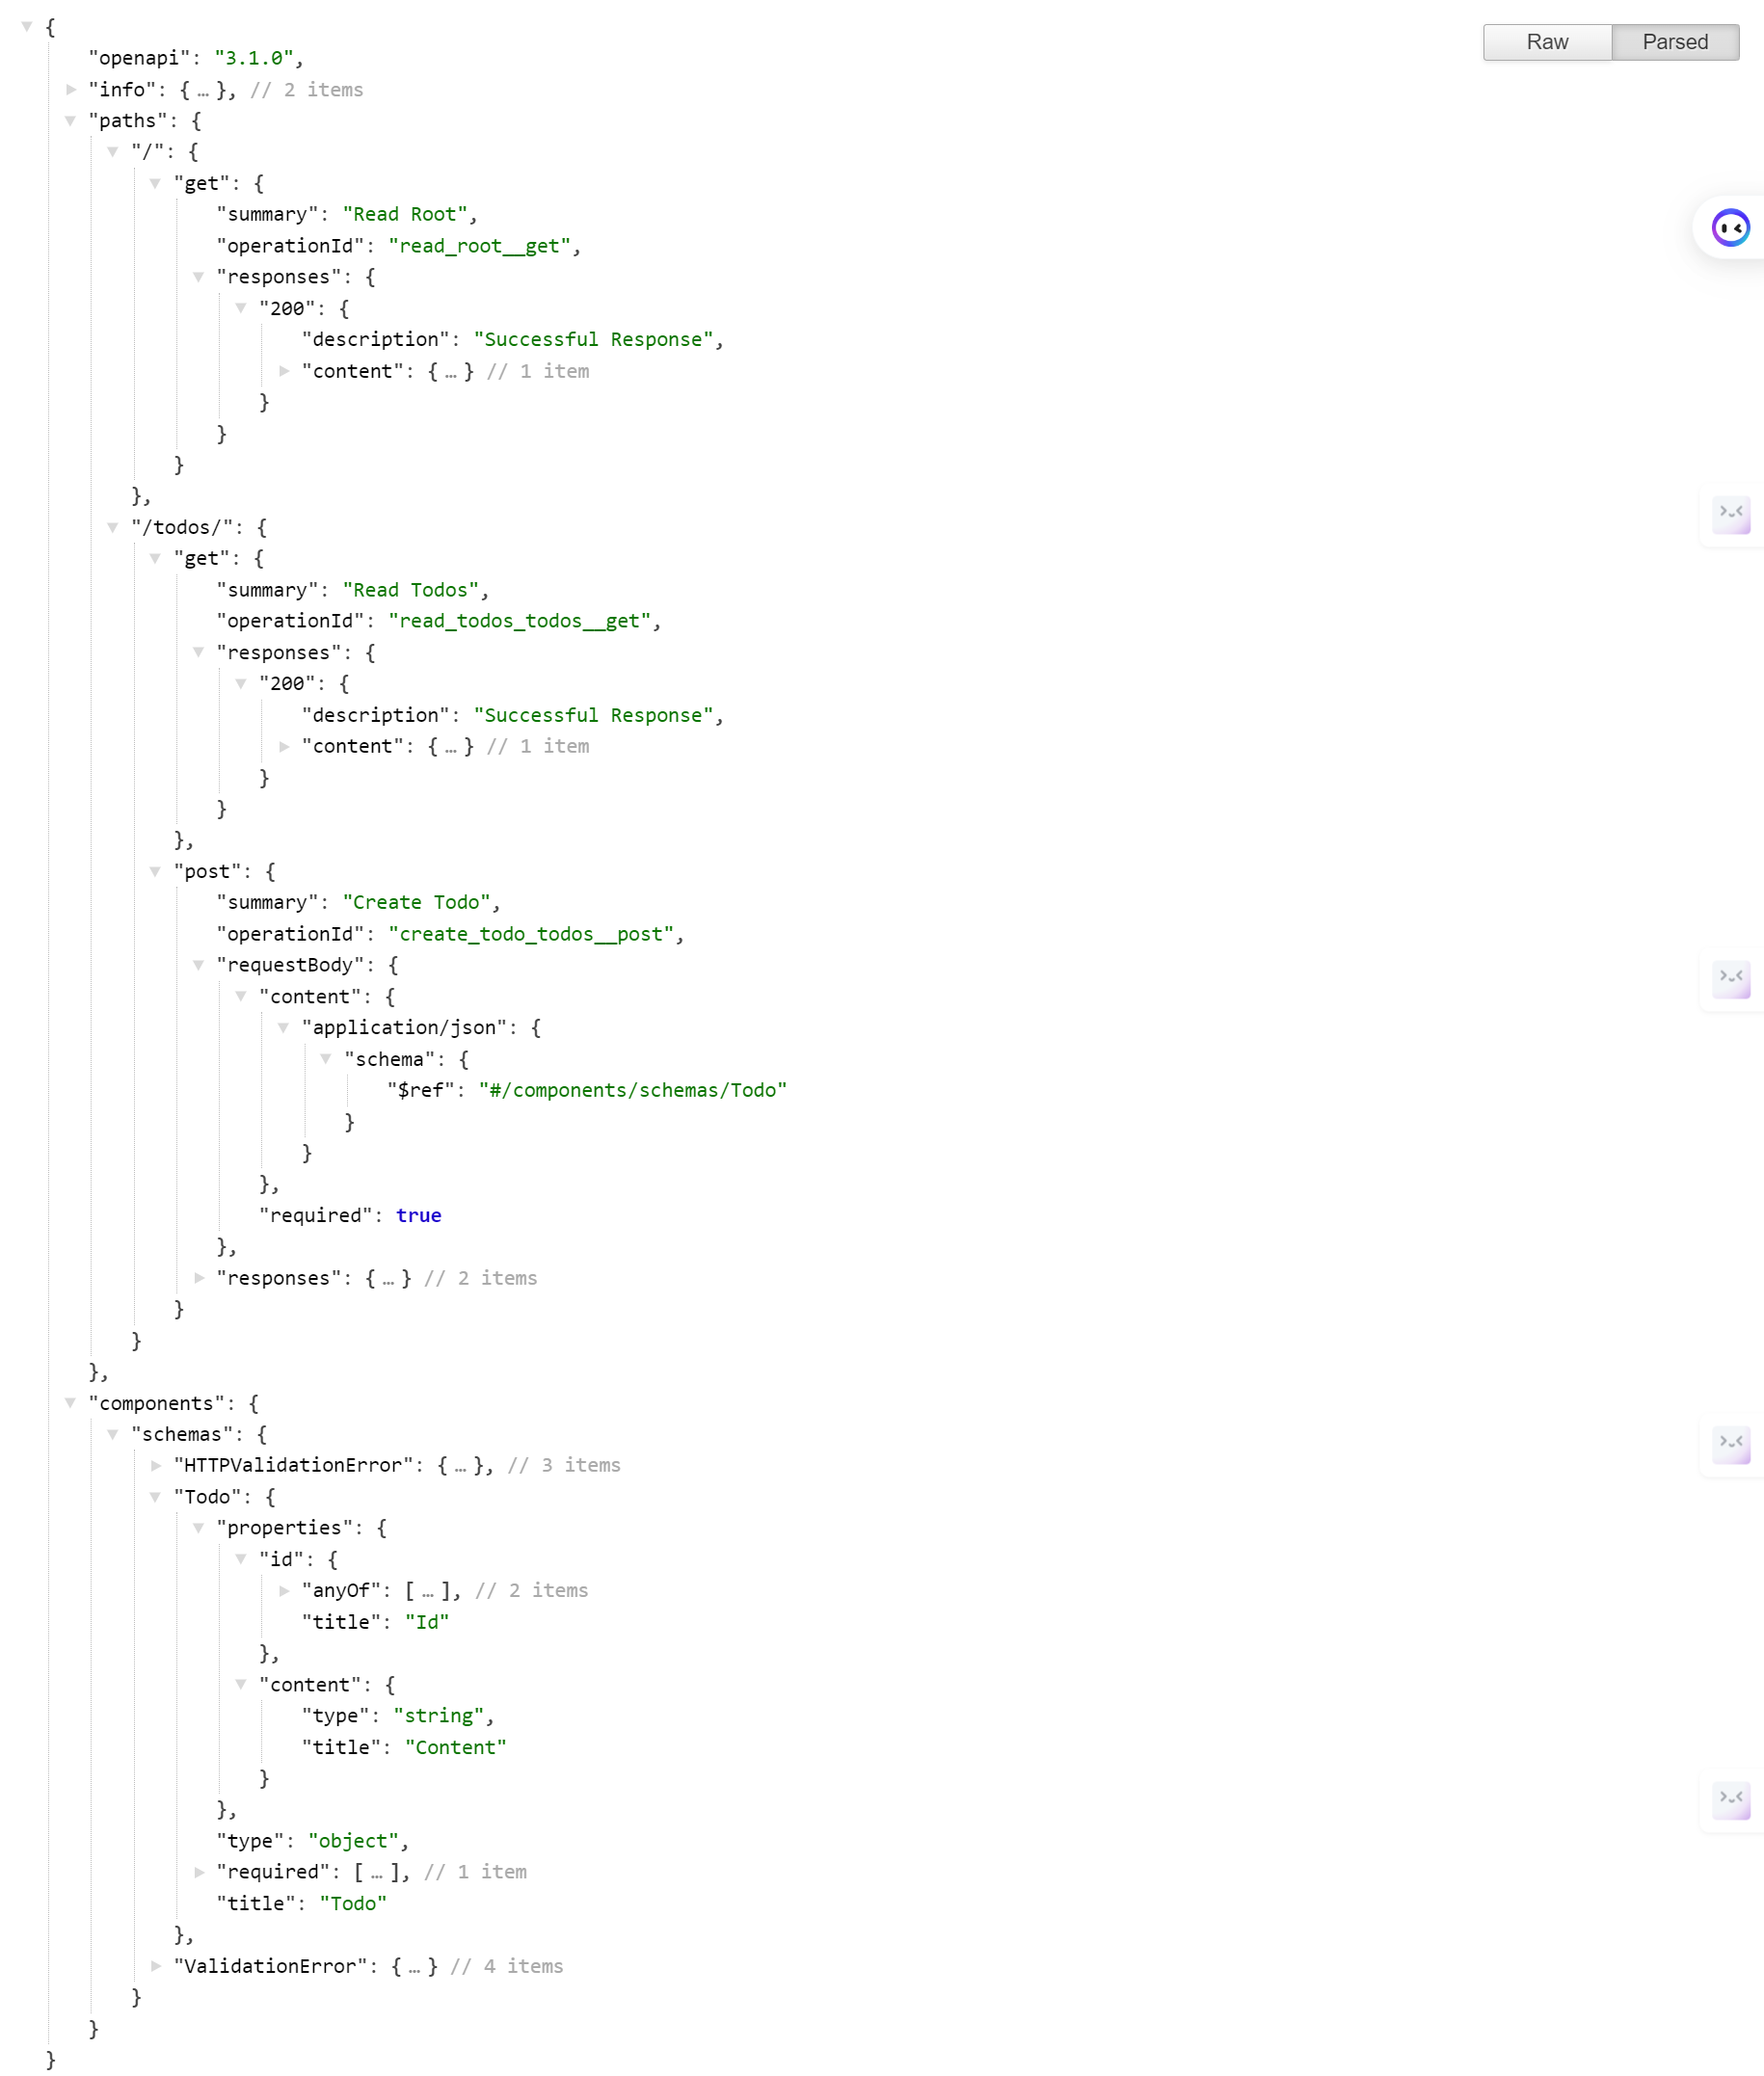 {
Raw Parsed
"openapi": "3.1.0",
"info": { … }, // 2 items
"paths": {
"/": {
"get": {
"summary": "Read Root",
"operationId": "read_root__get",
"responses": {
"200": {
"description": "Successful Response",
"content": { … } // 1 item
}
}
}
},
"/todos/": {
"get": {
"summary": "Read Todos",
"operationId": "read_todos_todos__get",
"responses": {
"200": {
"description": "Successful Response",
"content": { … } // 1 item
}
}
},
"post": {
"summary": "Create Todo",
"operationId": "create_todo_todos__post",
"requestBody": {
"content": {
"application/json": {
"schema": {
"$ref": "#/components/schemas/Todo"
}
}
},
"required": true
},
"responses": { … } // 2 items
}
}
},
"components": {
"schemas": {
"HTTPValidationError": { … }, // 3 items
"Todo": {
"properties": {
"id": {
"anyOf": [ … ], // 2 items
"title": "Id"
},
"content": {
"type": "string",
"title": "Content"
}
},
"type": "object",
"required": [ … ], // 1 item
"title": "Todo"
},
"ValidationError": { … } // 4 items
}
}
}